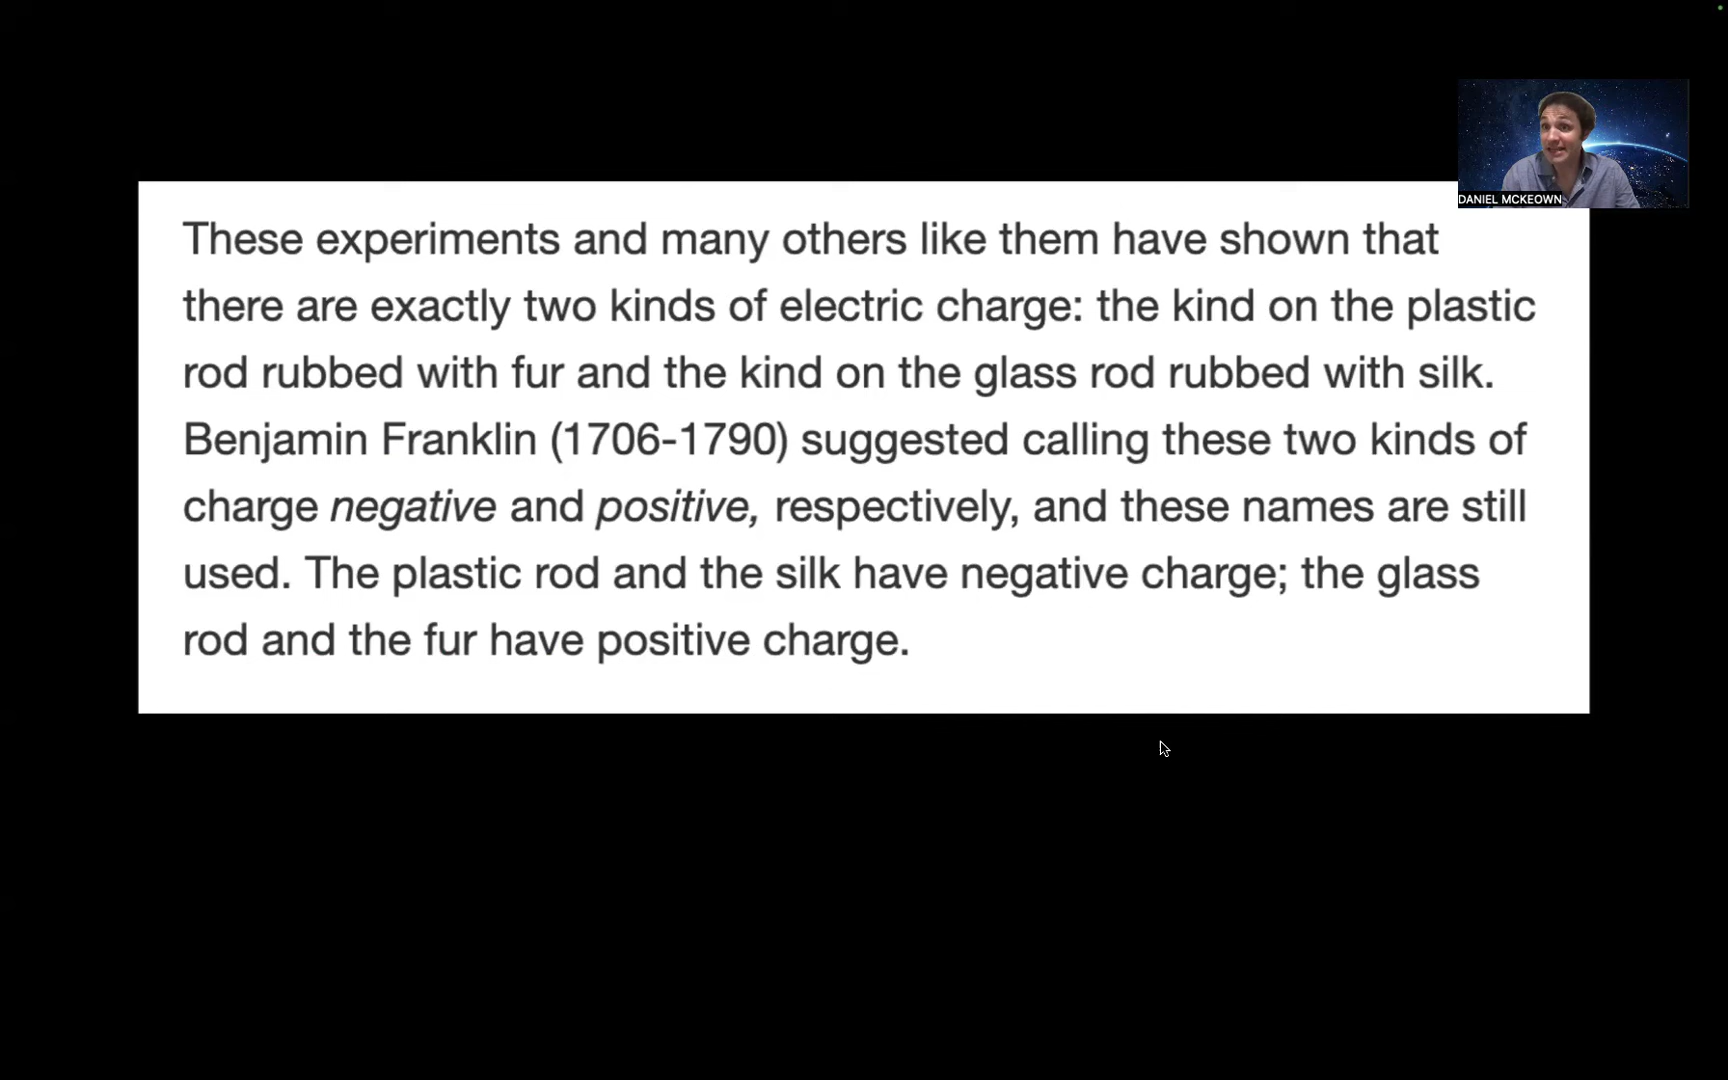 DANIEL MCKEOWN
These experiments and many others like them have shown that
there are exactly two kinds of electric charge: the kind on the plastic
rod rubbed with fur and the kind on the glass rod rubbed with silk.
Benjamin Franklin (1706-1790) suggested calling these two kinds of
charge negative and positive, respectively, and these names are still
used. The plastic rod and the silk have negative charge; the glass
rod and the fur have positive charge.